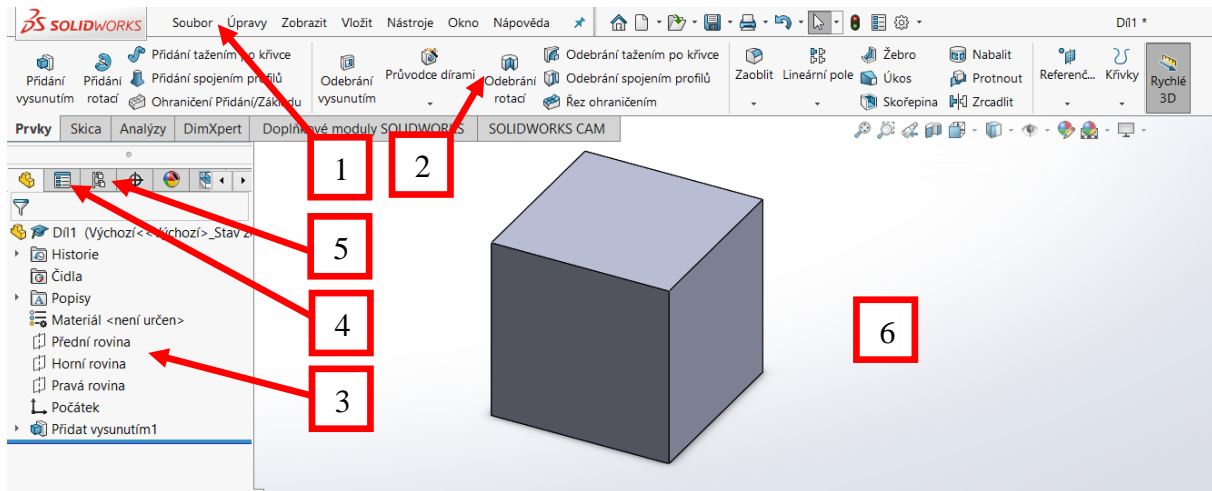 SOLIDWORKS Soubor Úpravy Zobrazit Vložit Nástroje Okno Nápověda Díl1 *
Přidání vysunutím
Přidání rotací
Přidání tažením po křivce
Přidání spojením profilů
Ohraničení Přidání/Základu
Odebrání vysunutím
Průvodce dírami
Odebrání rotací
Odebrání tažením po křivce
Odebrání spojením profilů
Řez ohraničením
Zaoblit
Lineární pole
Žebro
Úkos
Skořepina
Nabalit
Protnout
Zrcadlit
Referenč...
Křivky
Rychlé 3D
Prvky Skica Analýzy DimXpert Doplňkové moduly SOLIDWORKS SOLIDWORKS CAM
1
2
5
4
3
6
Díl1 (Výchozí<<Výchozí>_Stav z
Historie
Čidla
Popisy
Materiál <není určen>
Přední rovina
Horní rovina
Pravá rovina
Počátek
Přidat vysunutím1